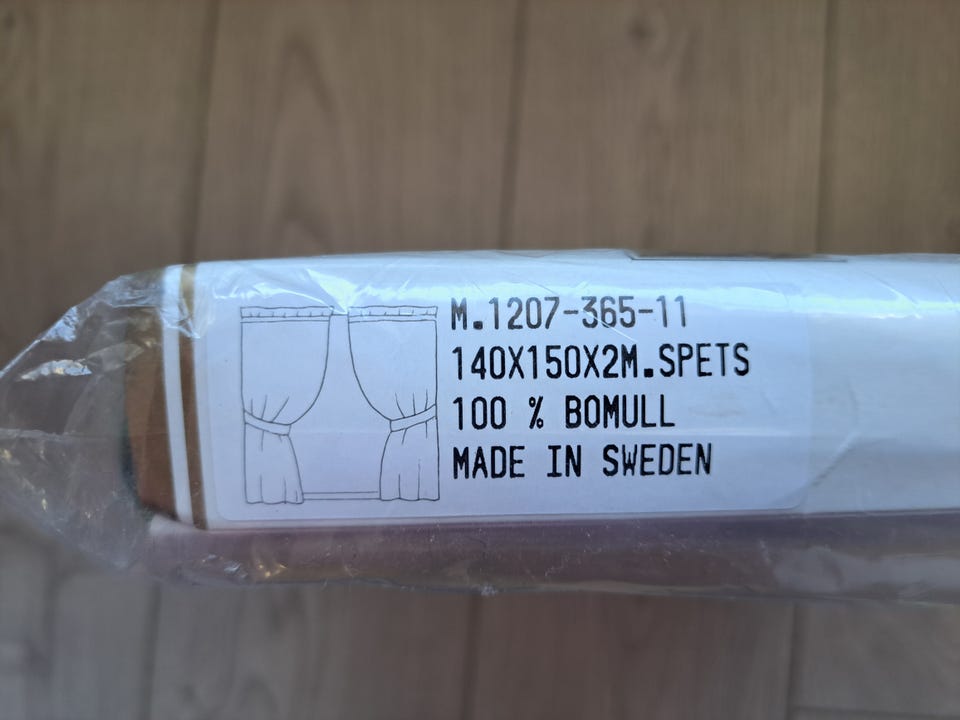 M.1207-365-11
140X150X2M.SPETS
100 % BOMULL
MADE IN SWEDEN